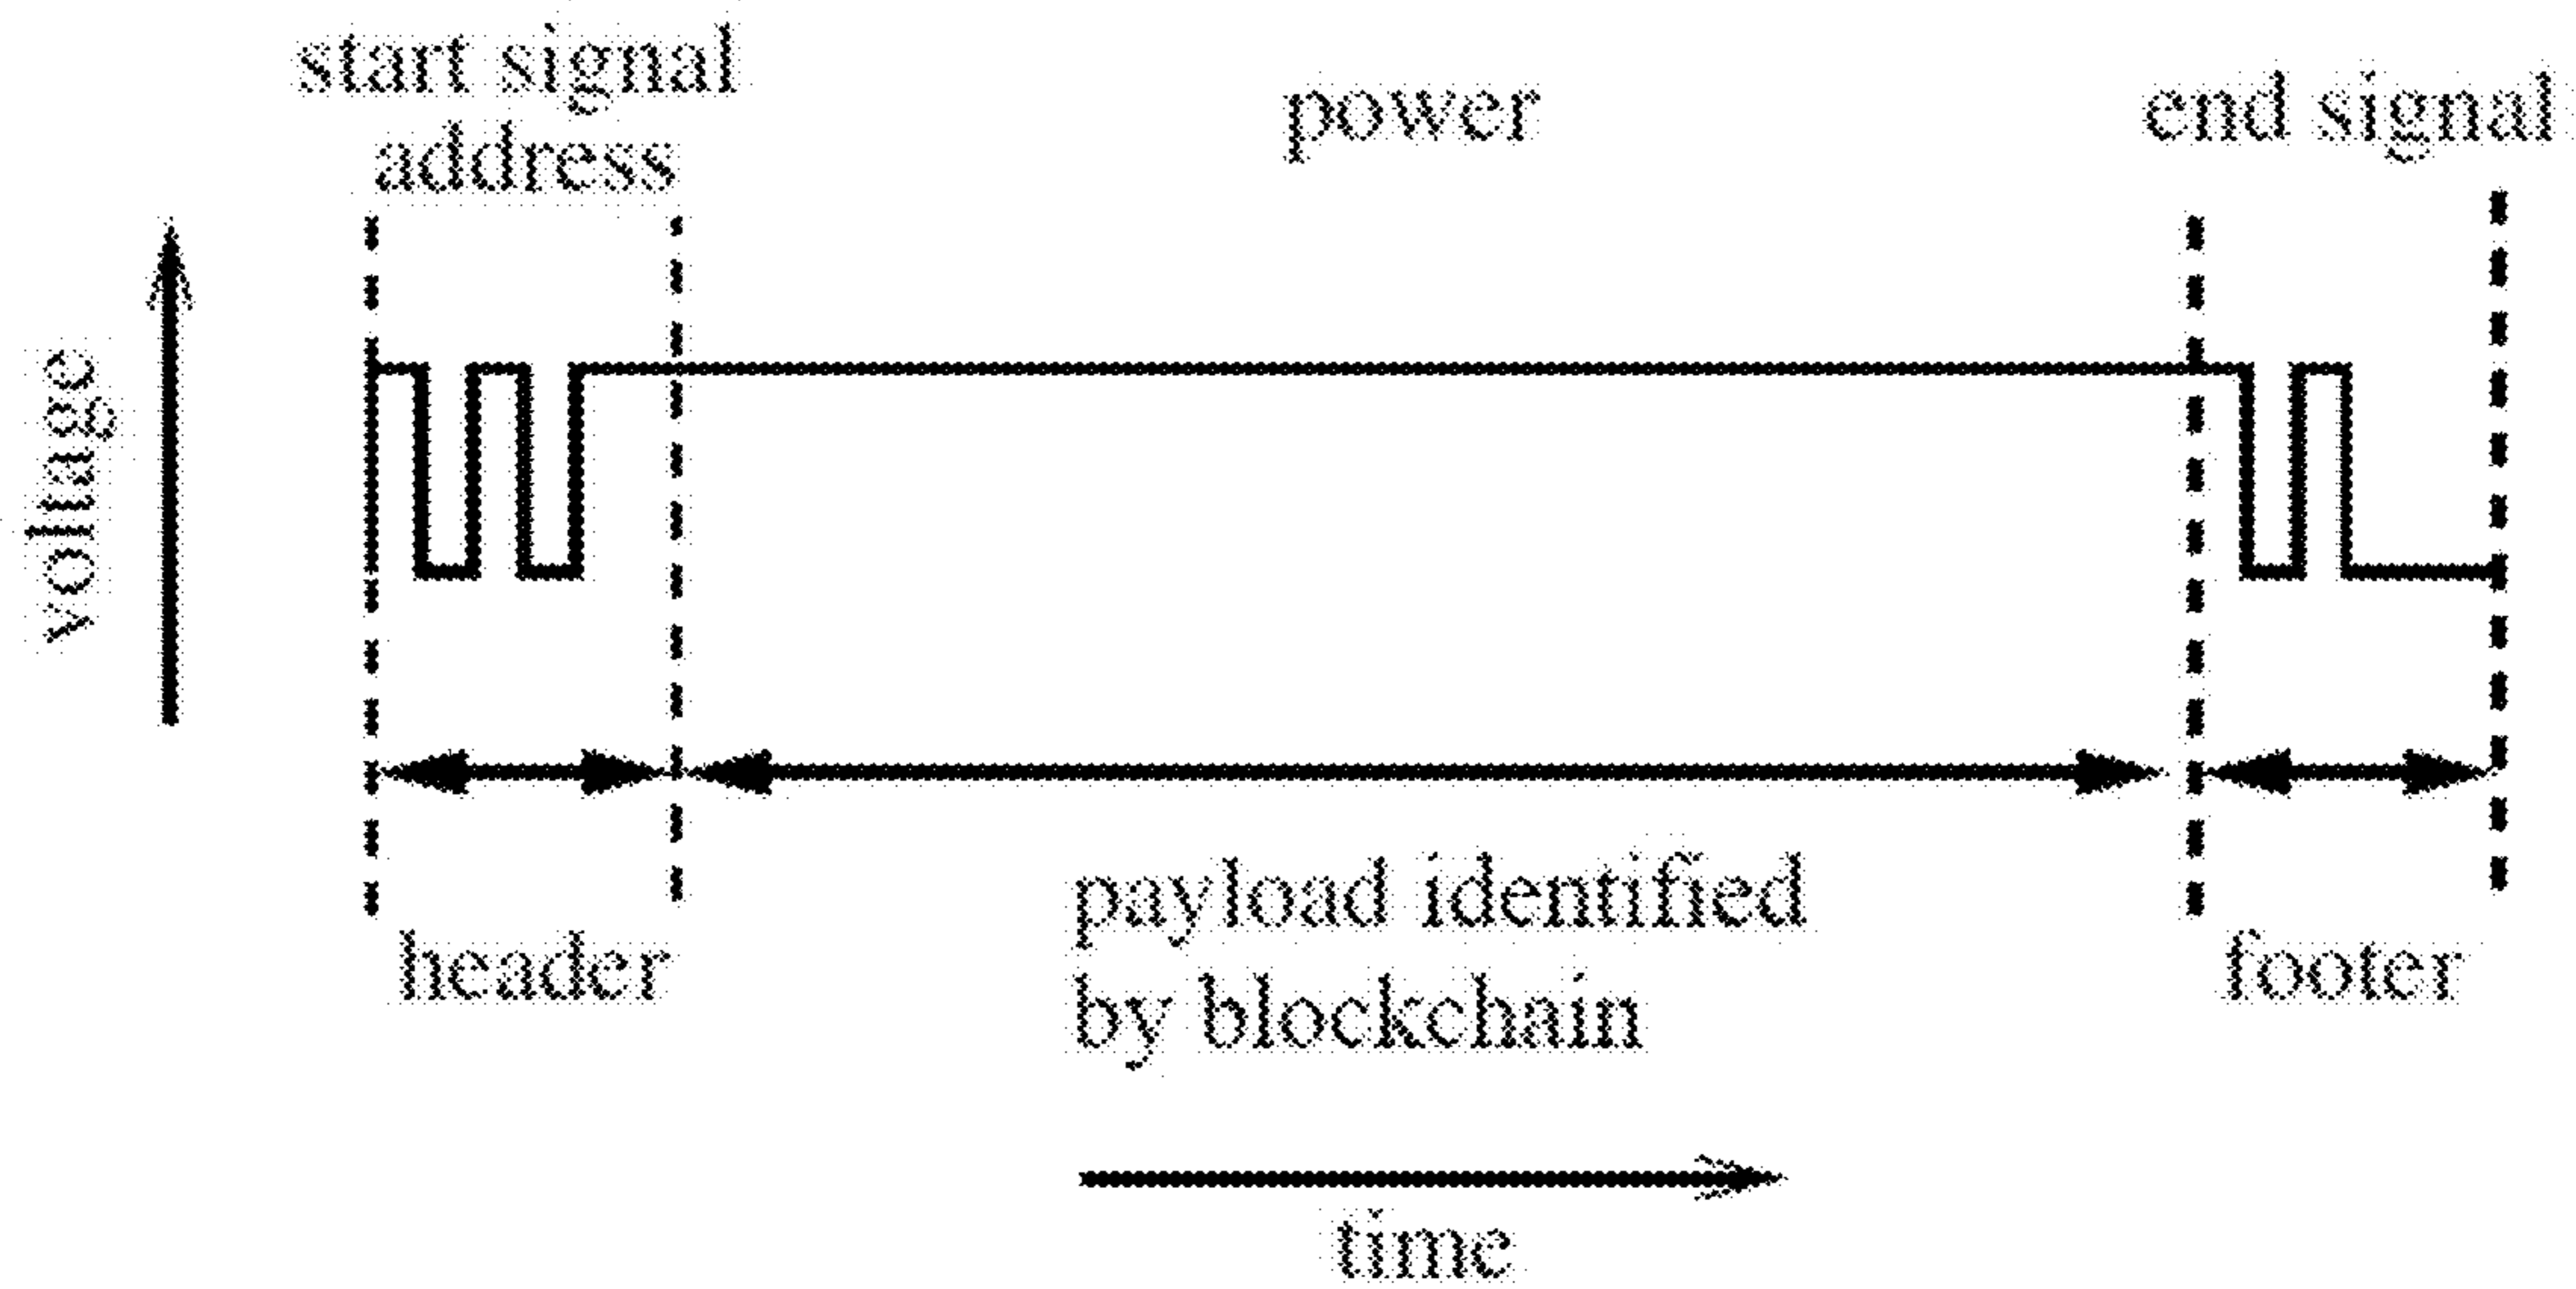 start signal
address
power
end signal
voltage
header
payload identified
by blockchain
footer
time